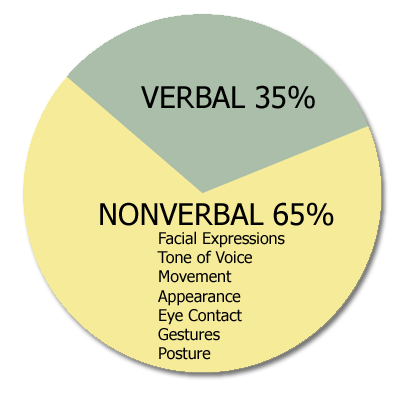 VERBAL 35%
NONVERBAL 65%
Facial Expressions
Tone of Voice
Movement
Appearance
Eye Contact
Gestures
Posture